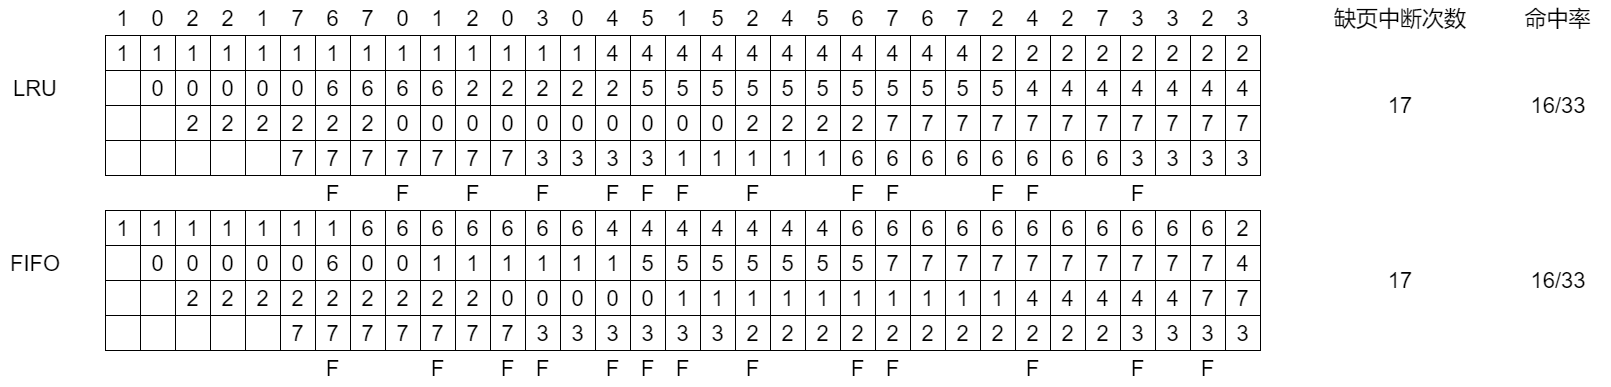 1 0 2 2 1 7 6 7 0 1 2 0 3 0 4 5 1 5 2 4 5 6 7 6 7 2 4 2 7 3 3 2 3 缺页中断次数 命中率
1 1 1 1 1 1 1 1 1 1 1 1 1 1 4 4 4 4 4 4 4 4 4 4 4 2 2 2 2 2 2 2 2
LRU 0 0 0 0 0 6 6 6 6 2 2 2 2 2 5 5 5 5 5 5 5 5 5 5 5 4 4 4 4 4 4 4
2 2 2 2 2 2 0 0 0 0 0 0 0 0 0 0 2 2 2 2 7 7 7 7 7 7 7 7 7 7 7 17 16/33
7 7 7 7 7 7 7 3 3 3 3 1 1 1 1 1 6 6 6 6 6 6 6 6 3 3 3 3
F F F F F F F F F F F F F
1 1 1 1 1 1 1 6 6 6 6 6 6 6 4 4 4 4 4 4 4 6 6 6 6 6 6 6 6 6 6 6 2
FIFO 0 0 0 0 0 6 0 0 1 1 1 1 1 1 5 5 5 5 5 5 5 7 7 7 7 7 7 7 7 7 7 4
2 2 2 2 2 2 2 2 2 0 0 0 0 0 1 1 1 1 1 1 1 1 1 1 4 4 4 4 4 7 7 17 16/33
7 7 7 7 7 7 7 3 3 3 3 3 3 2 2 2 2 2 2 2 2 2 2 2 3 3 3 3
F F F F F F F F F F F F F